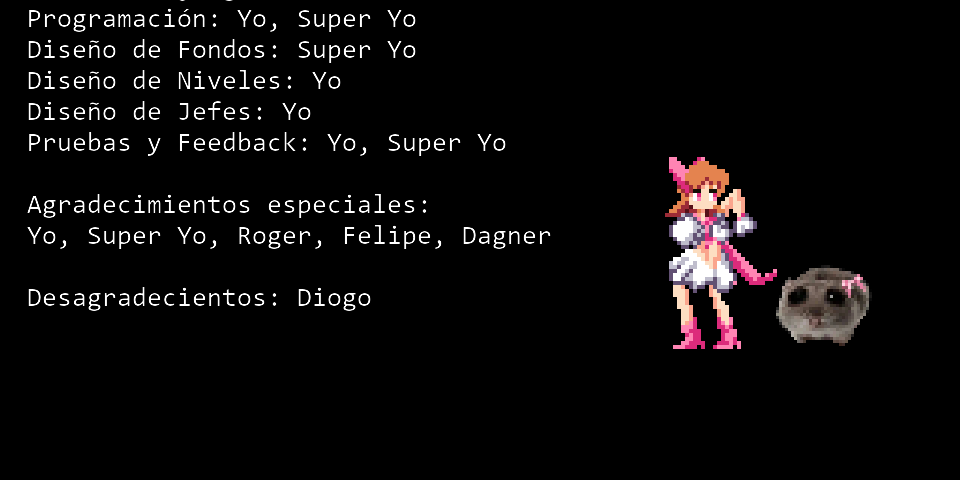 Programación: Yo, Super Yo
Diseño de Fondos: Super Yo
Diseño de Niveles: Yo
Diseño de Jefes: Yo
Pruebas y Feedback: Yo, Super Yo
Agradecimientos especiales:
Yo, Super Yo, Roger, Felipe, Dagner
Desagradecientos: Diogo